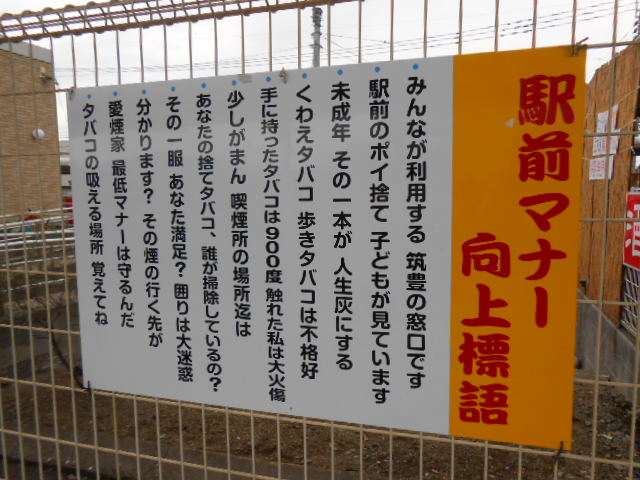 駅前マナー
向上標語
みんなが利用する 筑豊の窓口です
駅前のポイ捨て 子どもが見ています
未成年 その一本が 人生灰にする
くわえタバコ 歩きタバコは不格好
手に持ったタバコは900度 触れた私は大火傷
少しがまん 喫煙所の場所迄は
あなたの捨てタバコ、誰が掃除しているの?
その一服 あなた満足? 囲りは大迷惑
分かります? その煙の行く先が
愛煙家 最低マナーは守るんだ
タバコの吸える場所 覚えてね